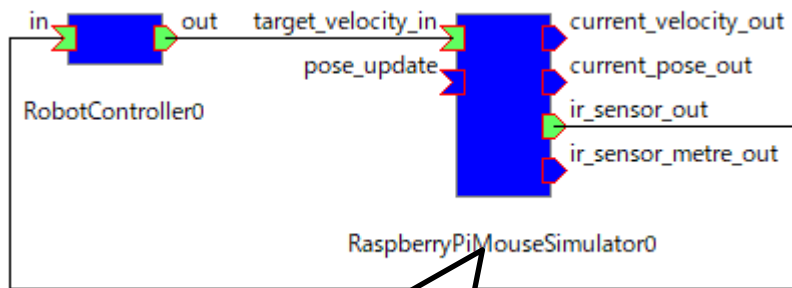 in
out
target_velocity_in
current_velocity_out
pose_update
current_pose_out
RobotController0
ir_sensor_out
ir_sensor_metre_out
RaspberryPiMouseSimulator0